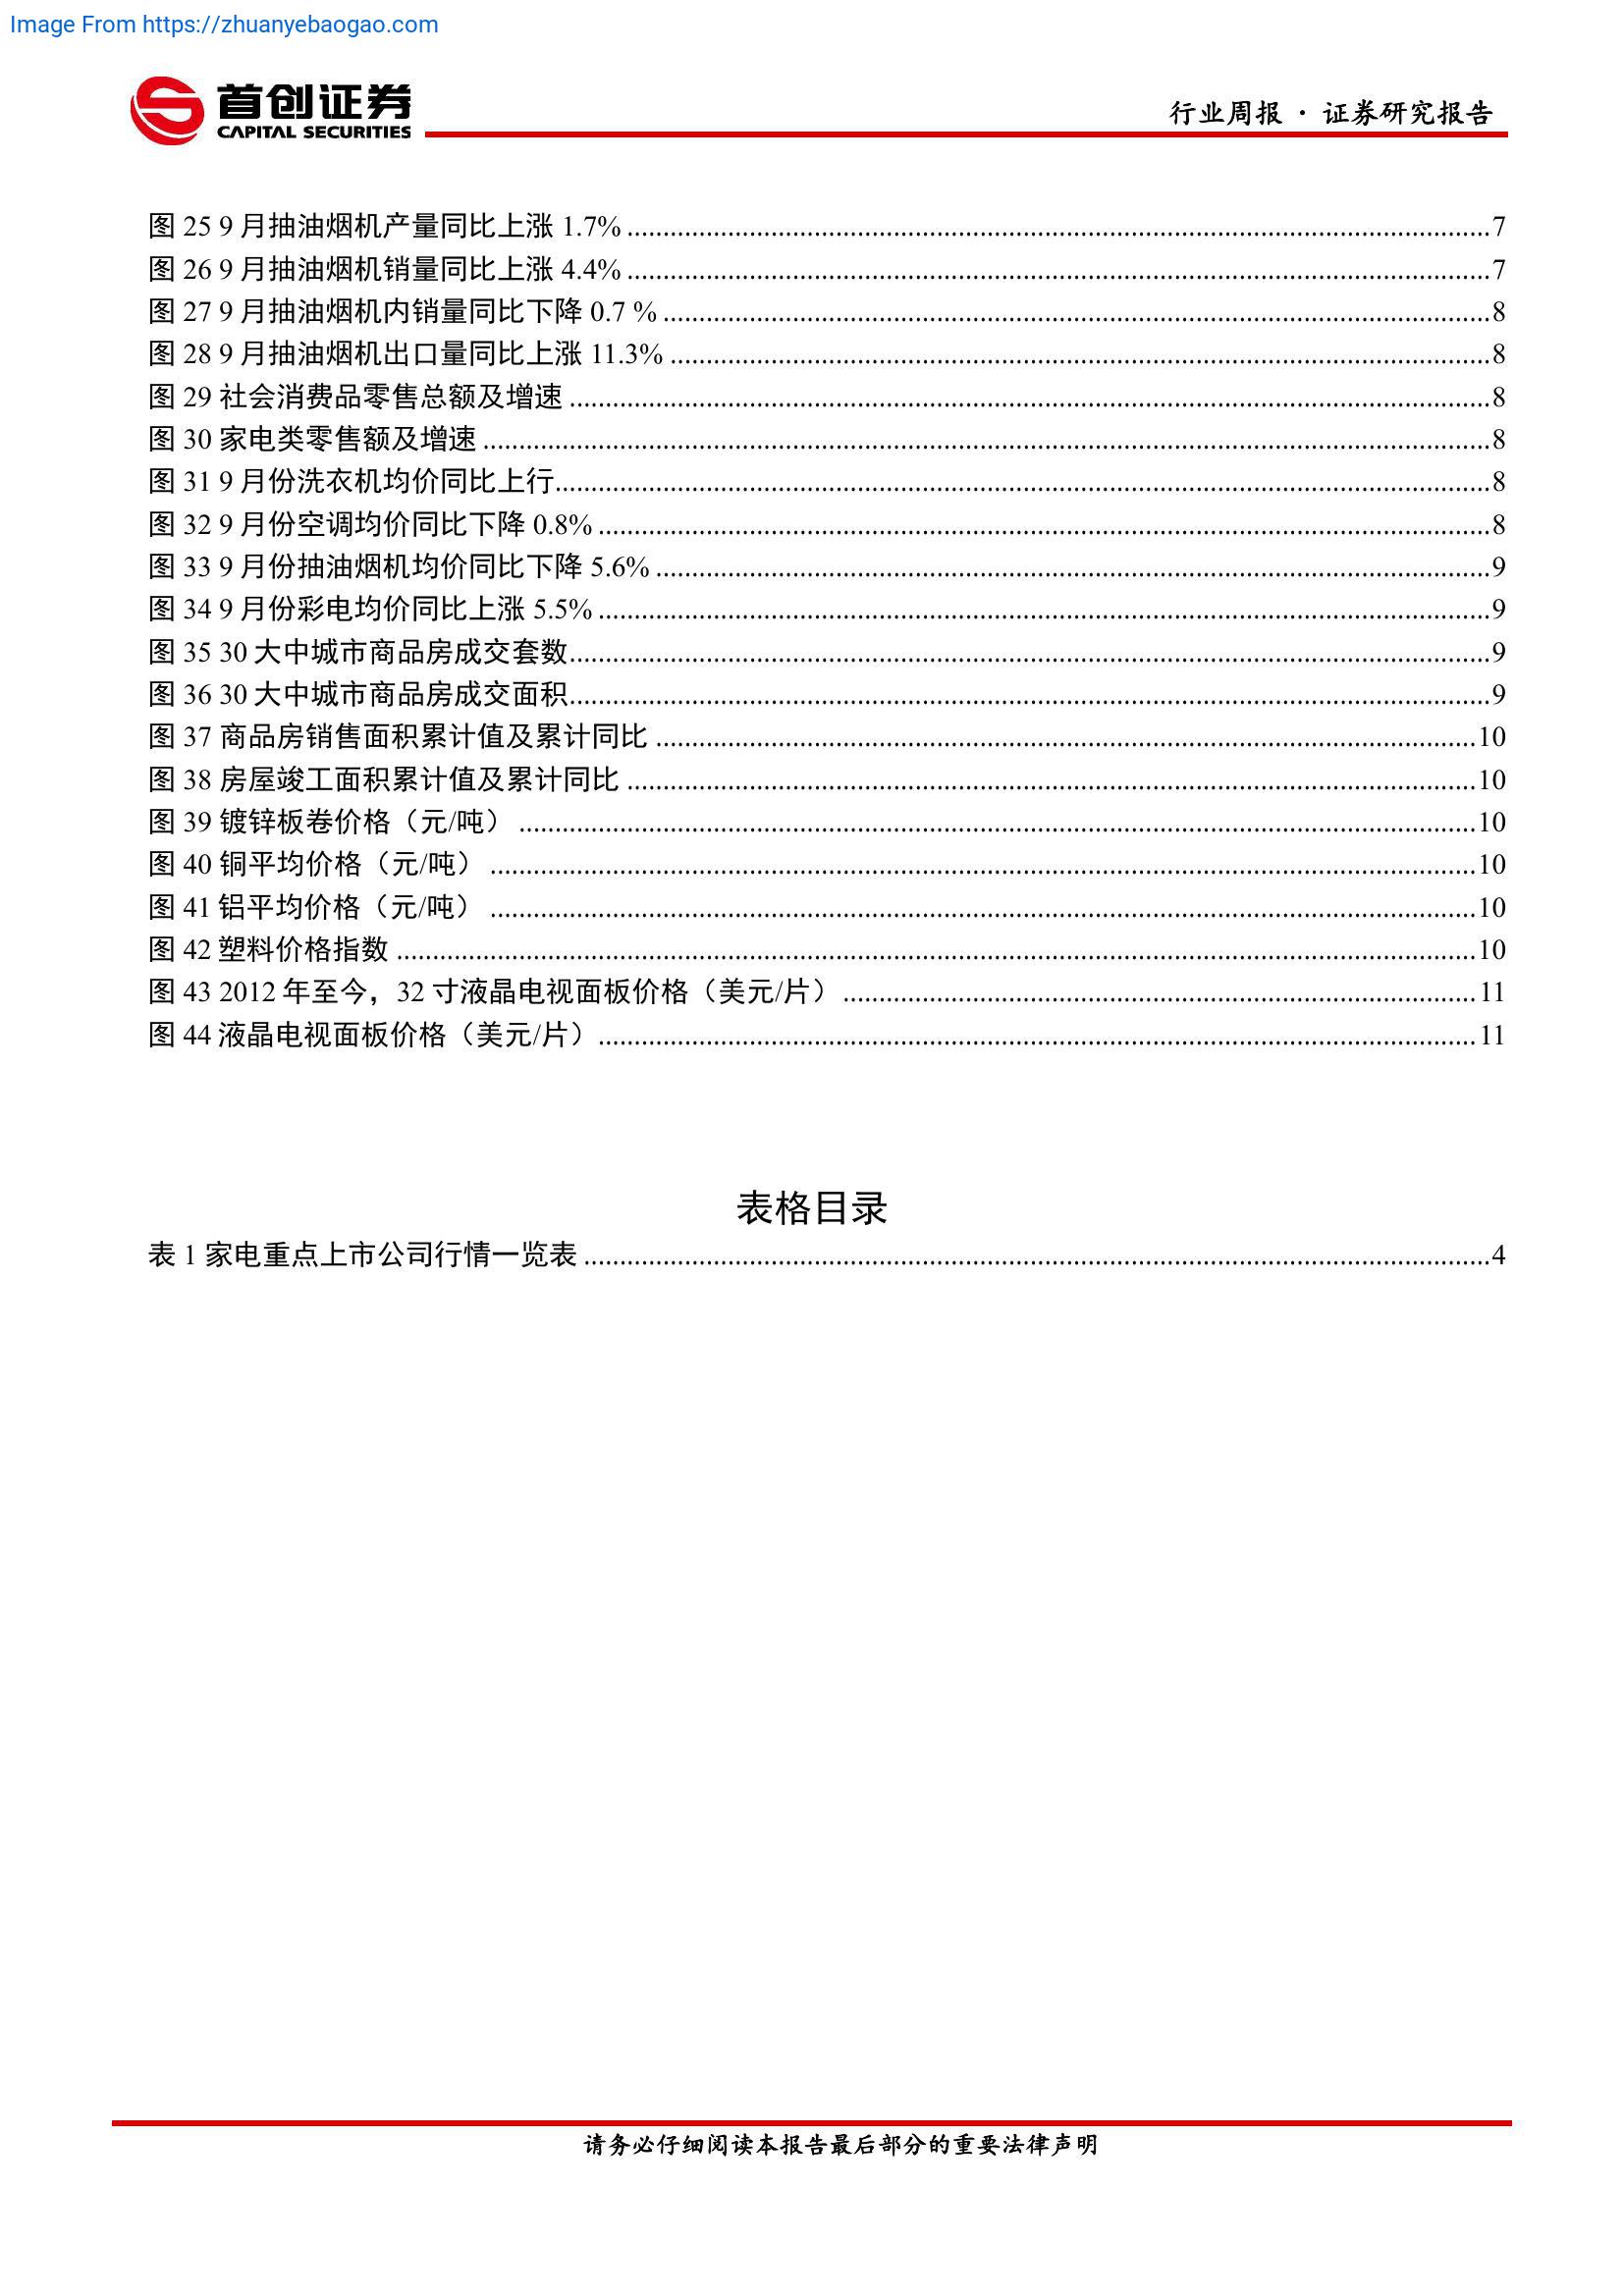 Image From https://zhuanyebaogao.com
首创证券
CAPITAL SECURITIES
行业周报 · 证券研究报告
图 25 9 月抽油烟机产量同比上涨 1.7% 7
图 26 9 月抽油烟机销量同比上涨 4.4% 7
图 27 9 月抽油烟机内销量同比下降 0.7 % 8
图 28 9 月抽油烟机出口量同比上涨 11.3% 8
图 29 社会消费品零售总额及增速 8
图 30 家电类零售额及增速 8
图 31 9 月份洗衣机均价同比上行 8
图 32 9 月份空调均价同比下降 0.8% 8
图 33 9 月份抽油烟机均价同比下降 5.6% 9
图 34 9 月份彩电均价同比上涨 5.5% 9
图 35 30 大中城市商品房成交套数 9
图 36 30 大中城市商品房成交面积 9
图 37 商品房销售面积累计值及累计同比 10
图 38 房屋竣工面积累计值及累计同比 10
图 39 镀锌板卷价格（元/吨） 10
图 40 铜平均价格（元/吨） 10
图 41 铝平均价格（元/吨） 10
图 42 塑料价格指数 10
图 43 2012 年至今，32 寸液晶电视面板价格（美元/片） 11
图 44 液晶电视面板价格（美元/片） 11
表格目录
表 1 家电重点上市公司行情一览表 4
请务必仔细阅读本报告最后部分的重要法律声明